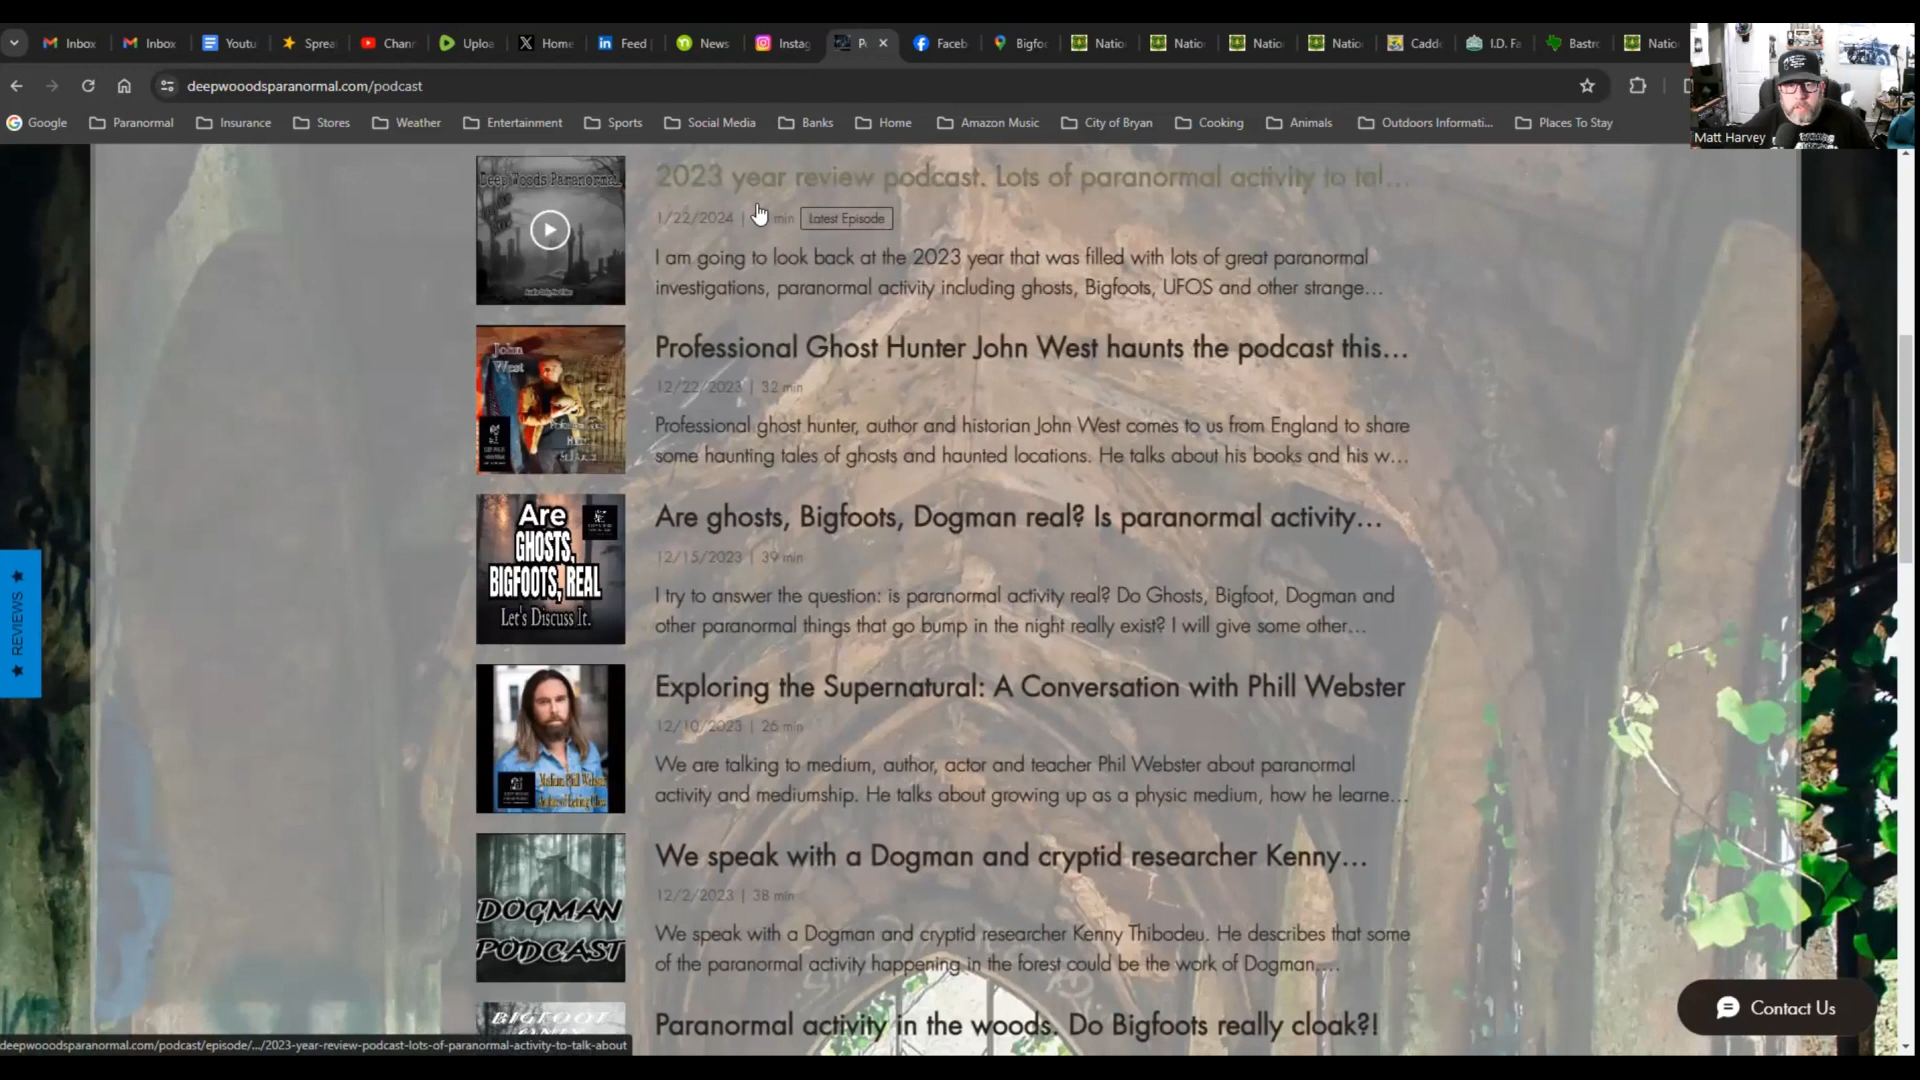 Inbox
Inbox
Youtu
Sprea
Chann
Uploa
Home
Feed
News
Instag
Po
Faceb
Bigfoo
Natio
Natio
Natio
Natio
Caddo
I.D. Fa
Bastro
Natio
deepwooodsparanormal.com/podcast
Google
Paranormal
Insurance
Stores
Weather
Entertainment
Sports
Social Media
Banks
Home
Amazon Music
City of Bryan
Cooking
Animals
Outdoors Informati...
Places To Stay
Matt Harvey
Deep Woods Paranormal
2023 year review podcast. Lots of paranormal activity to tal...
1/22/2024 | min Latest Episode
I am going to look back at the 2023 year that was filled with lots of great paranormal
investigations, paranormal activity including ghosts, Bigfoots, UFOS and other strange...
John
West
Professional Ghost Hunter John West haunts the podcast this...
12/22/2023 | 32 min
Professional ghost hunter, author and historian John West comes to us from England to share
some haunting tales of ghosts and haunted locations. He talks about his books and his w...
Are
GHOSTS,
BIGFOOTS, REAL
Let's Discuss It.
Are ghosts, Bigfoots, Dogman real? Is paranormal activity...
12/15/2023 | 39 min
I try to answer the question: is paranormal activity real? Do Ghosts, Bigfoot, Dogman and
other paranormal things that go bump in the night really exist? I will give some other...
REVIEWS
Exploring the Supernatural: A Conversation with Phill Webster
12/10/2023 | 26 min
We are talking to medium, author, actor and teacher Phil Webster about paranormal
activity and mediumship. He talks about growing up as a physic medium, how he learne...
DOGMAN
PODCAST
We speak with a Dogman and cryptid researcher Kenny...
12/2/2023 | 38 min
We speak with a Dogman and cryptid researcher Kenny Thibodeu. He describes that some
of the paranormal activity happening in the forest could be the work of Dogman....
BIGFOOT
Paranormal activity in the woods. Do Bigfoots really cloak?!
Contact Us
deepwooodsparanormal.com/podcast/episode/.../2023-year-review-podcast-lots-of-paranormal-activity-to-talk-about